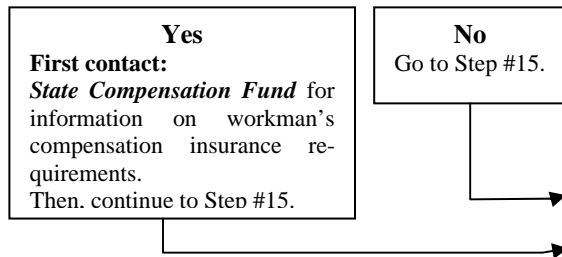 Yes
First contact:
State Compensation Fund for
information on workman's
compensation insurance re-
quirements.
Then, continue to Step #15.
No
Go to Step #15.